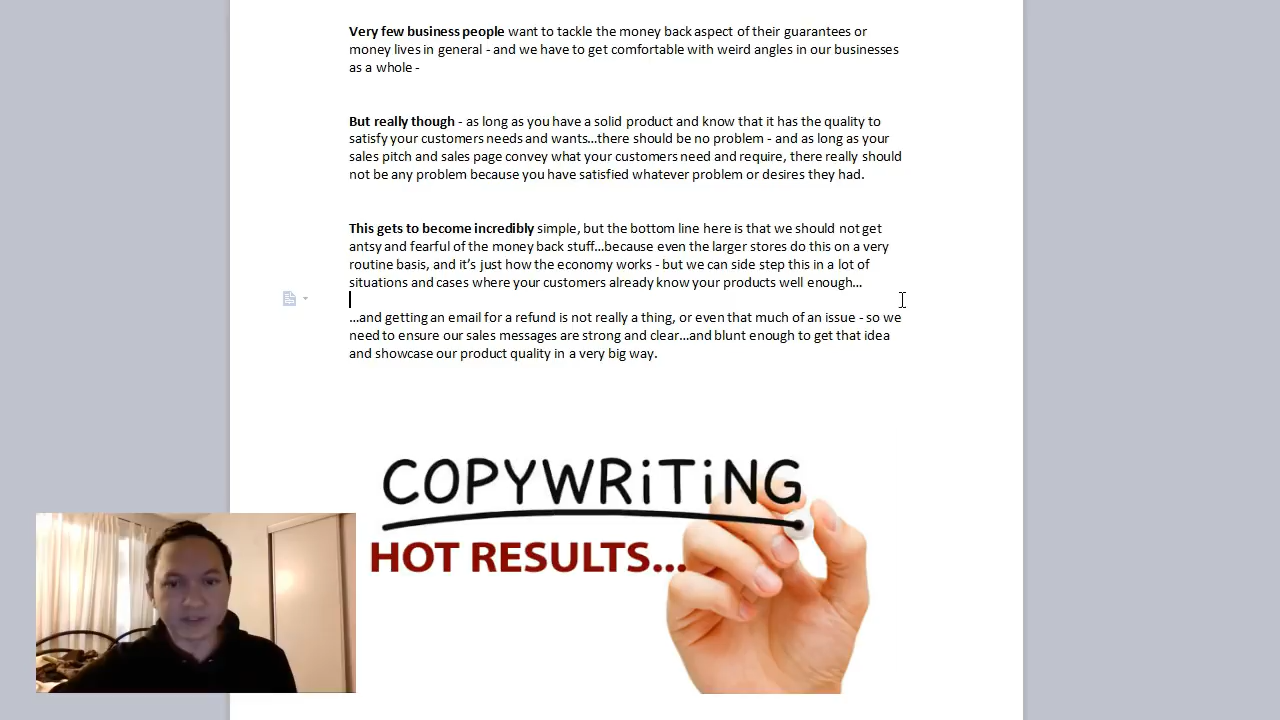 Very few business people want to tackle the money back aspect of their guarantees or
money lives in general - and we have to get comfortable with weird angles in our businesses
as a whole -
But really though - as long as you have a solid product and know that it has the quality to
satisfy your customers needs and wants...there should be no problem - and as long as your
sales pitch and sales page convey what your customers need and require, there really should
not be any problem because you have satisfied whatever problem or desires they had.
This gets to become incredibly simple, but the bottom line here is that we should not get
antsy and fearful of the money back stuff...because even the larger stores do this on a very
routine basis, and it's just how the economy works - but we can side step this in a lot of
situations and cases where your customers already know your products well enough...
...and getting an email for a refund is not really a thing, or even that much of an issue - so we
need to ensure our sales messages are strong and clear...and blunt enough to get that idea
and showcase our product quality in a very big way.
COPYWRiTiNG
HOT RESULTS...